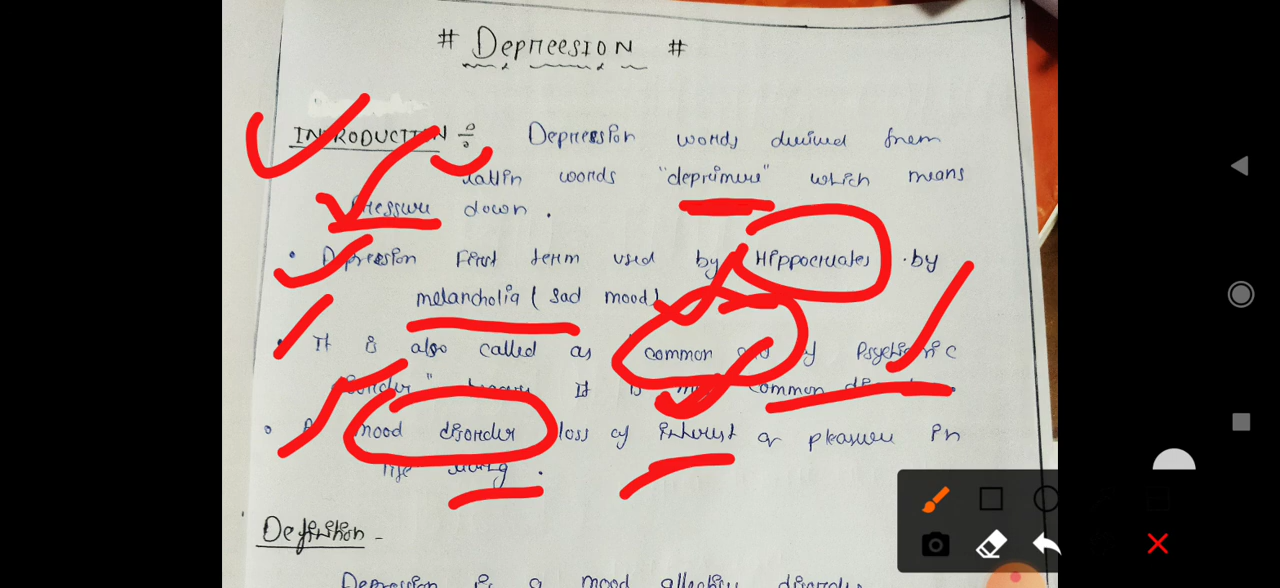 # Depression #
INTRODUCTION ÷ Depression words derived from
latin words "deprimere" which means
Pressure down.
• Depression First term used by Hippocrates .by
melancholia ( sad mood)
• It is also called as "common of Psychiatric
It is common
• mood disorder loss of interest or pleasure in
life
Definition -
Depression is a mood affective disorder